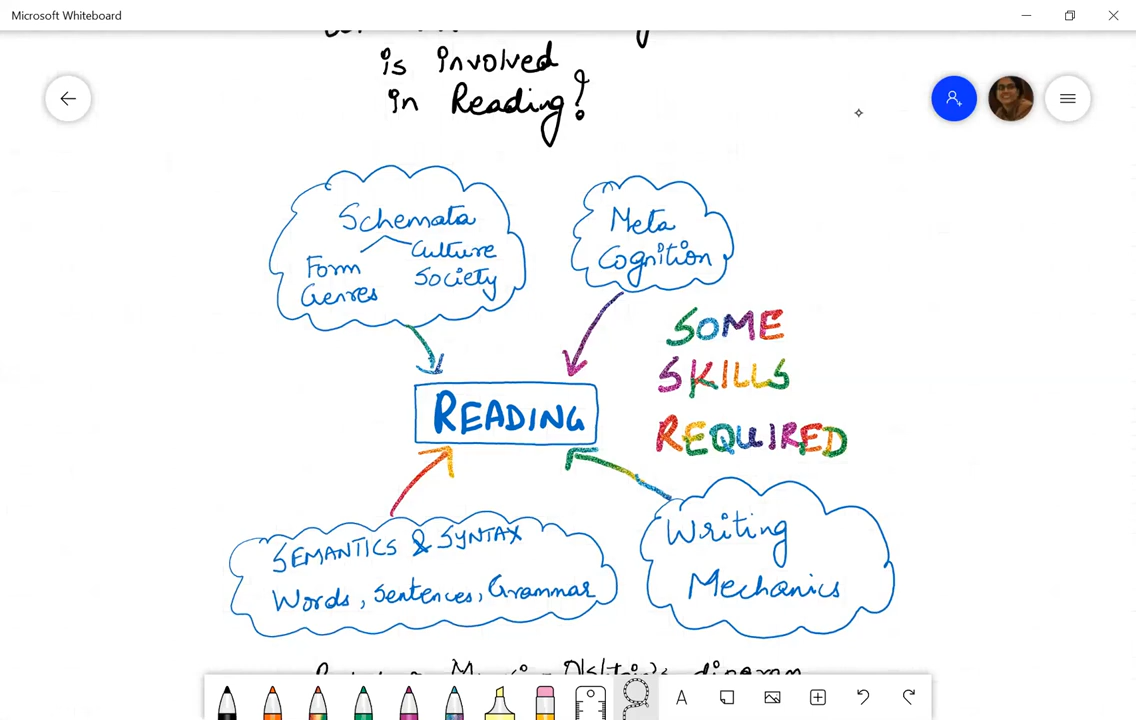 Microsoft Whiteboard
is involved
in Reading?
Schemata
Form
Genres
Culture
Society
Meta
Cognition
SOME
SKILLS
REQUIRED
READING
SEMANTICS & SYNTAX
Words, Sentences, Grammar
Writing
Mechanics
diagram
A